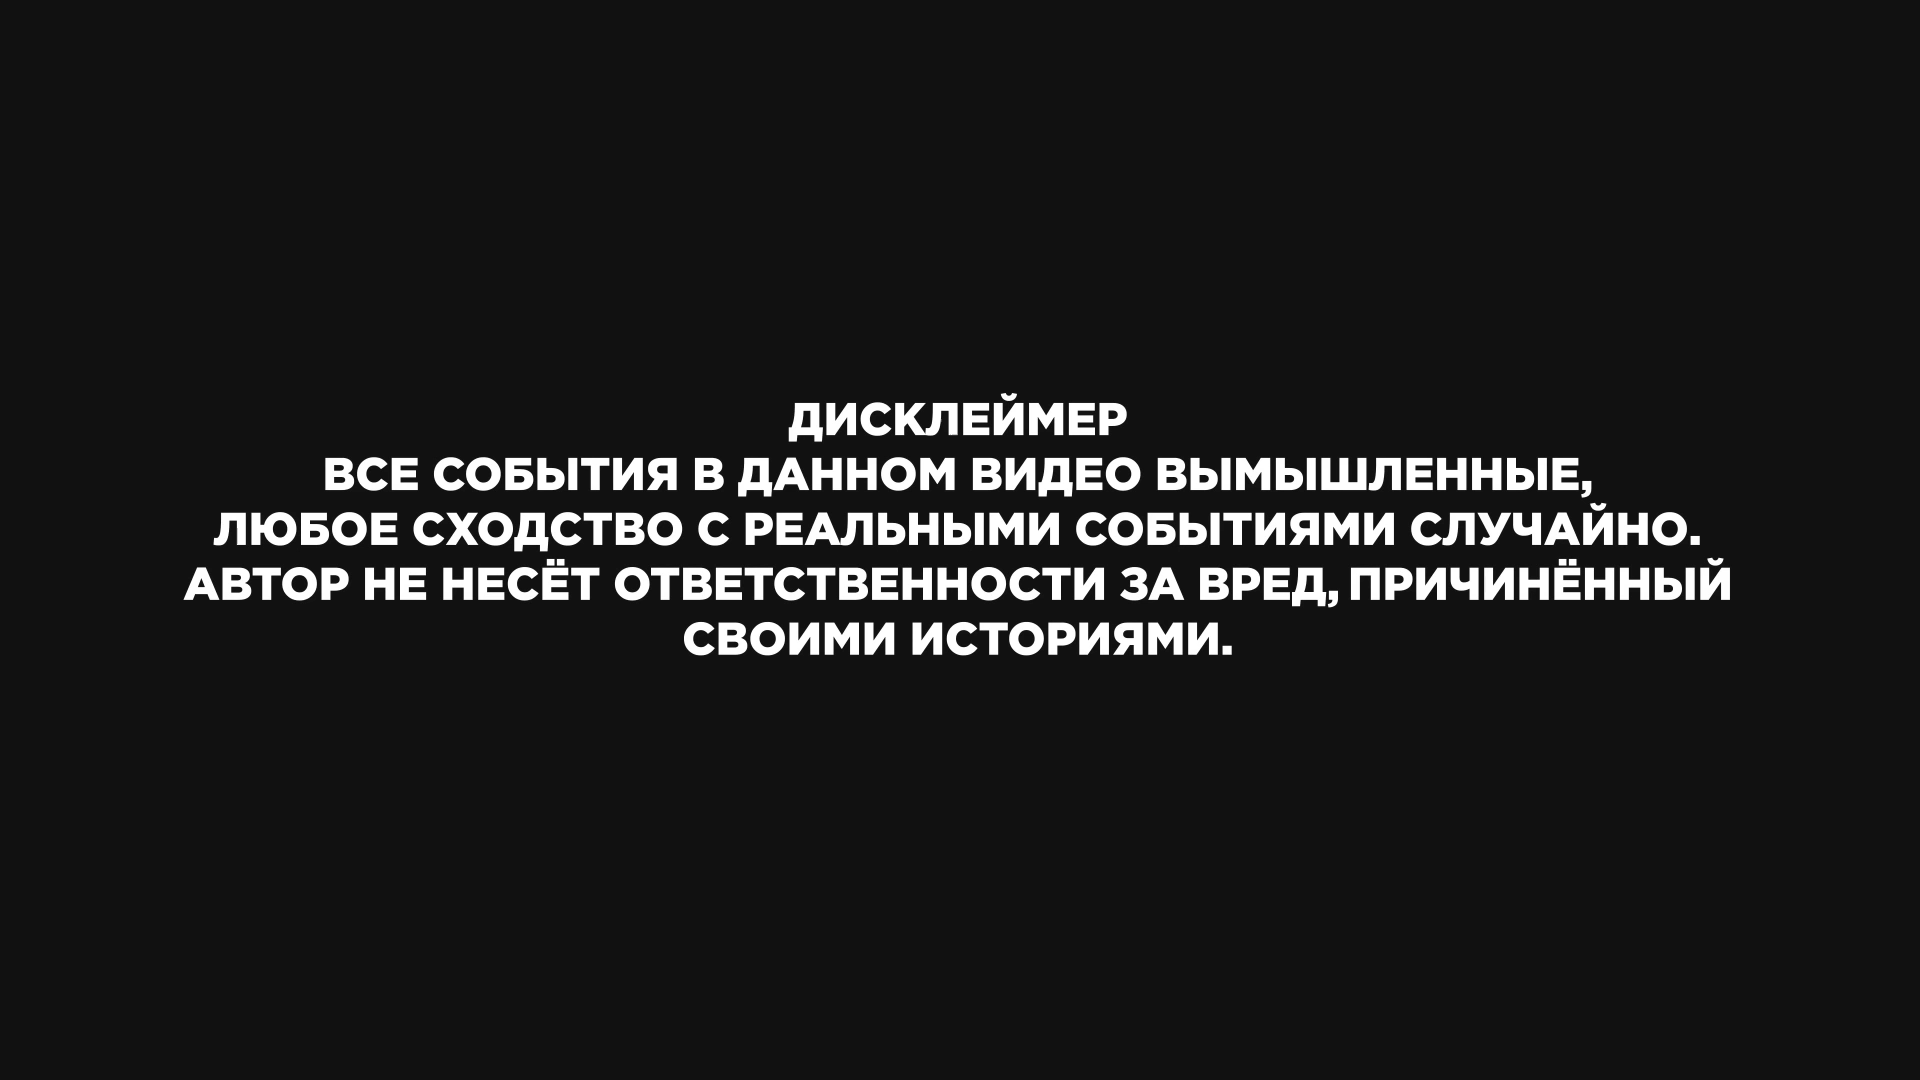 ДИСКЛЕЙМЕР
ВСЕ СОБЫТИЯ В ДАННОМ ВИДЕО ВЫМЫШЛЕННЫЕ,
ЛЮБОЕ СХОДСТВО С РЕАЛЬНЫМИ СОБЫТИЯМИ СЛУЧАЙНО.
АВТОР НЕ НЕСЁТ ОТВЕТСТВЕННОСТИ ЗА ВРЕД, ПРИЧИНЁННЫЙ
СВОИМИ ИСТОРИЯМИ.